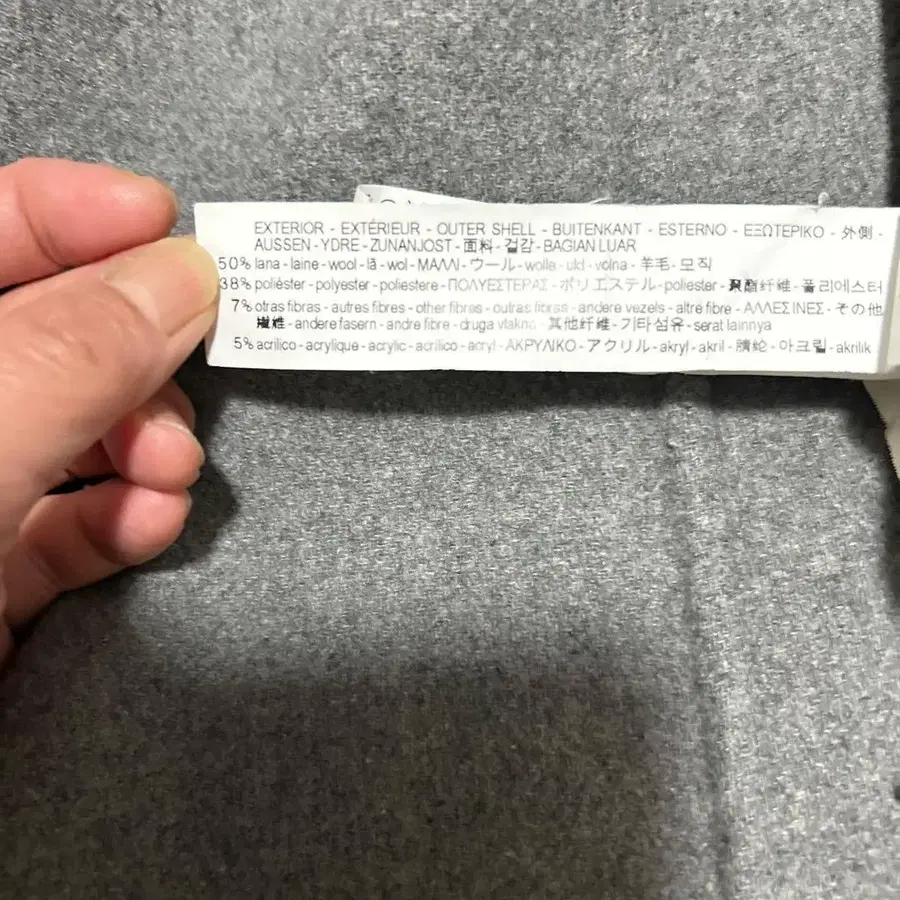 EXTERIOR - EXTÉRIEUR - OUTER SHELL - BUITENKANT - ESTERNO - ΕΞΩΤΕΡΙΚΟ - 外側 -
AUSSEN - YDRE - ZUNANJOST - 面料 - 겉감 - BAGIAN LUAR
50% lana - laine - wool - lã - wol - ΜΑΛΛΙ - ウール - wolle - uld - volna - 羊毛 - 모직
38% poliéster - polyester - poliestere - ΠΟΛΥΕΣΤΕΡΑΣ - ポリエステル - poliester - 聚酯纤维 - 폴리에스터
7% otras fibras - autres fibres - other fibres - outras fibras - andere vezels - altre fibre - ΑΛΛΕΣ ΙΝΕΣ - その他
繊維 - andere fasern - andre fibre - druga vlakna - 其他纤维 - 기타 섬유 - serat lainnya
5% acrilico - acrylique - acrylic - acrilico - acryl - ΑΚΡΥΛΙΚΟ - アクリル - akryl - akril - 腈纶 - 아크릴 - akrilik